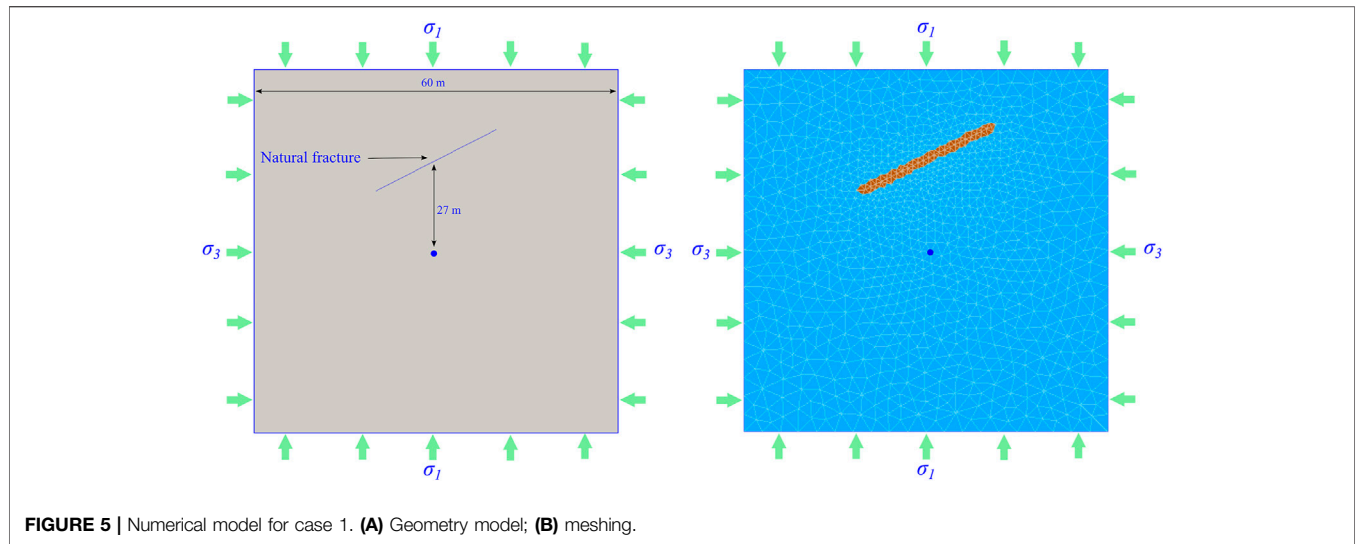 σ1
σ1
60 m
Natural fracture
27 m
σ3
σ3
σ3
σ3
σ1
σ1
FIGURE 5 | Numerical model for case 1. (A) Geometry model; (B) meshing.